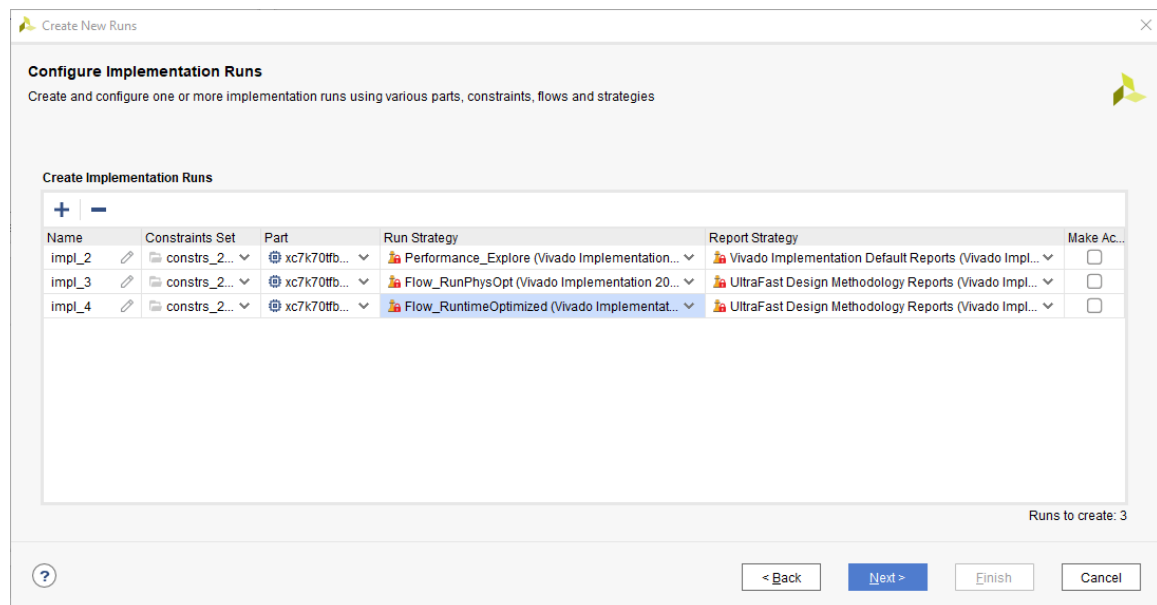 Create New Runs
Configure Implementation Runs
Create and configure one or more implementation runs using various parts, constraints, flows and strategies
Create Implementation Runs
Name Constraints Set Part Run Strategy Report Strategy Make Ac...
impl_2 constrs_2... xc7k70tfb... Performance_Explore (Vivado Implementation... Vivado Implementation Default Reports (Vivado Impl...
impl_3 constrs_2... xc7k70tfb... Flow_RunPhysOpt (Vivado Implementation 20... UltraFast Design Methodology Reports (Vivado Impl...
impl_4 constrs_2... xc7k70tfb... Flow_RuntimeOptimized (Vivado Implementat... UltraFast Design Methodology Reports (Vivado Impl...
Runs to create: 3
? < Back Next > Finish Cancel